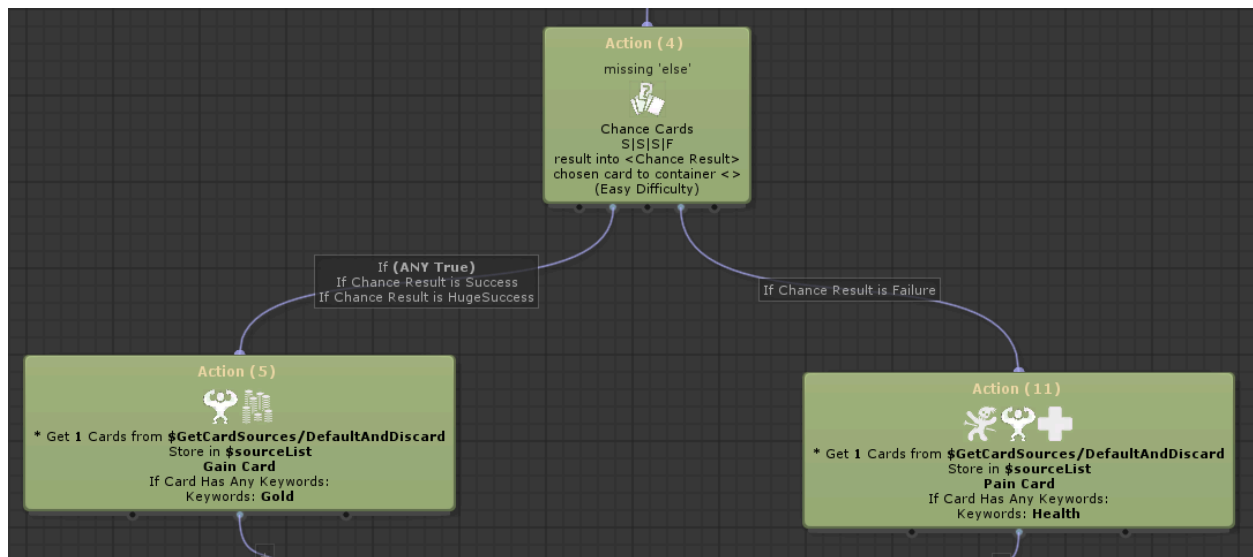 Action (4)
missing 'else'
Chance Cards
S|S|S|F
result into <Chance Result>
chosen card to container <>
(Easy Difficulty)
If (ANY True)
If Chance Result is Success
If Chance Result is HugeSuccess
If Chance Result is Failure
Action (5)
* Get 1 Cards from $GetCardSources/DefaultAndDiscard
Store in $sourceList
Gain Card
If Card Has Any Keywords:
Keywords: Gold
Action (11)
* Get 1 Cards from $GetCardSources/DefaultAndDiscard
Store in $sourceList
Pain Card
If Card Has Any Keywords:
Keywords: Health